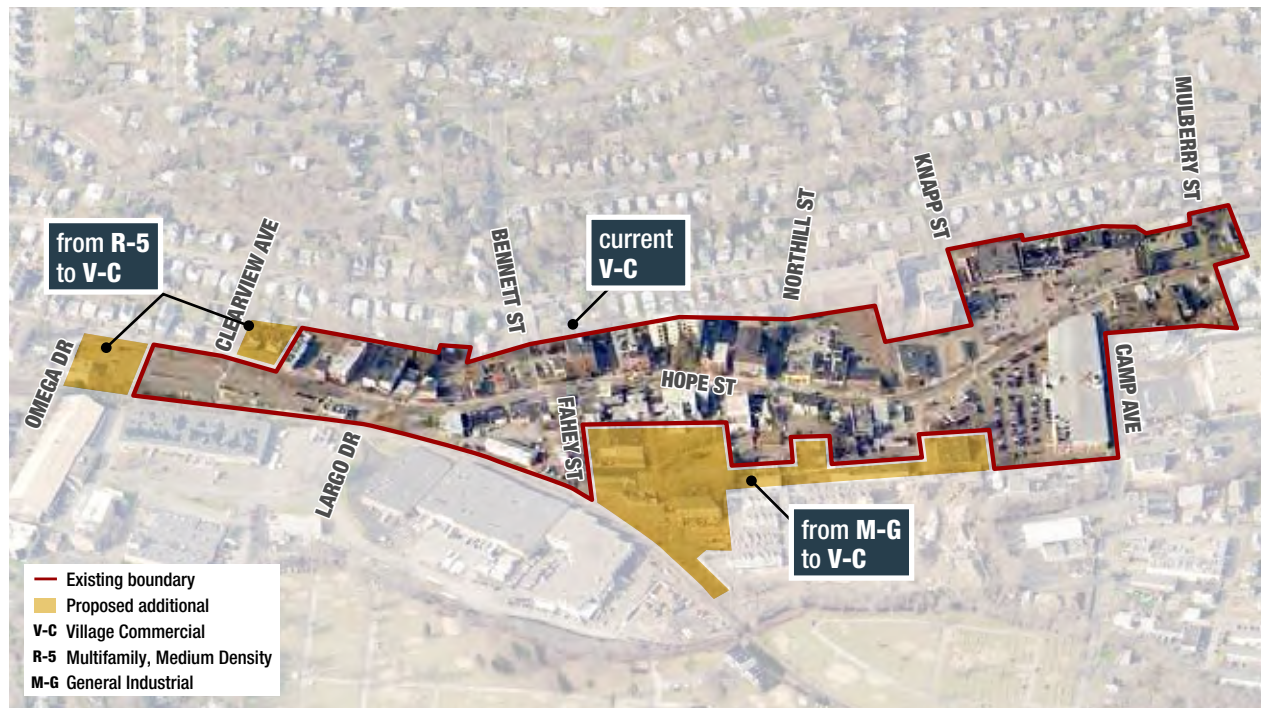 MULBERRY ST
KNAPP ST
NORTHILL ST
BENNETT ST
CLEARVIEW AVE
from R-5
to V-C
current
V-C
OMEGA DR
HOPE ST
CAMP AVE
FAHEY ST
LARGO DR
from M-G
to V-C
Existing boundary
Proposed additional
V-C Village Commercial
R-5 Multifamily, Medium Density
M-G General Industrial